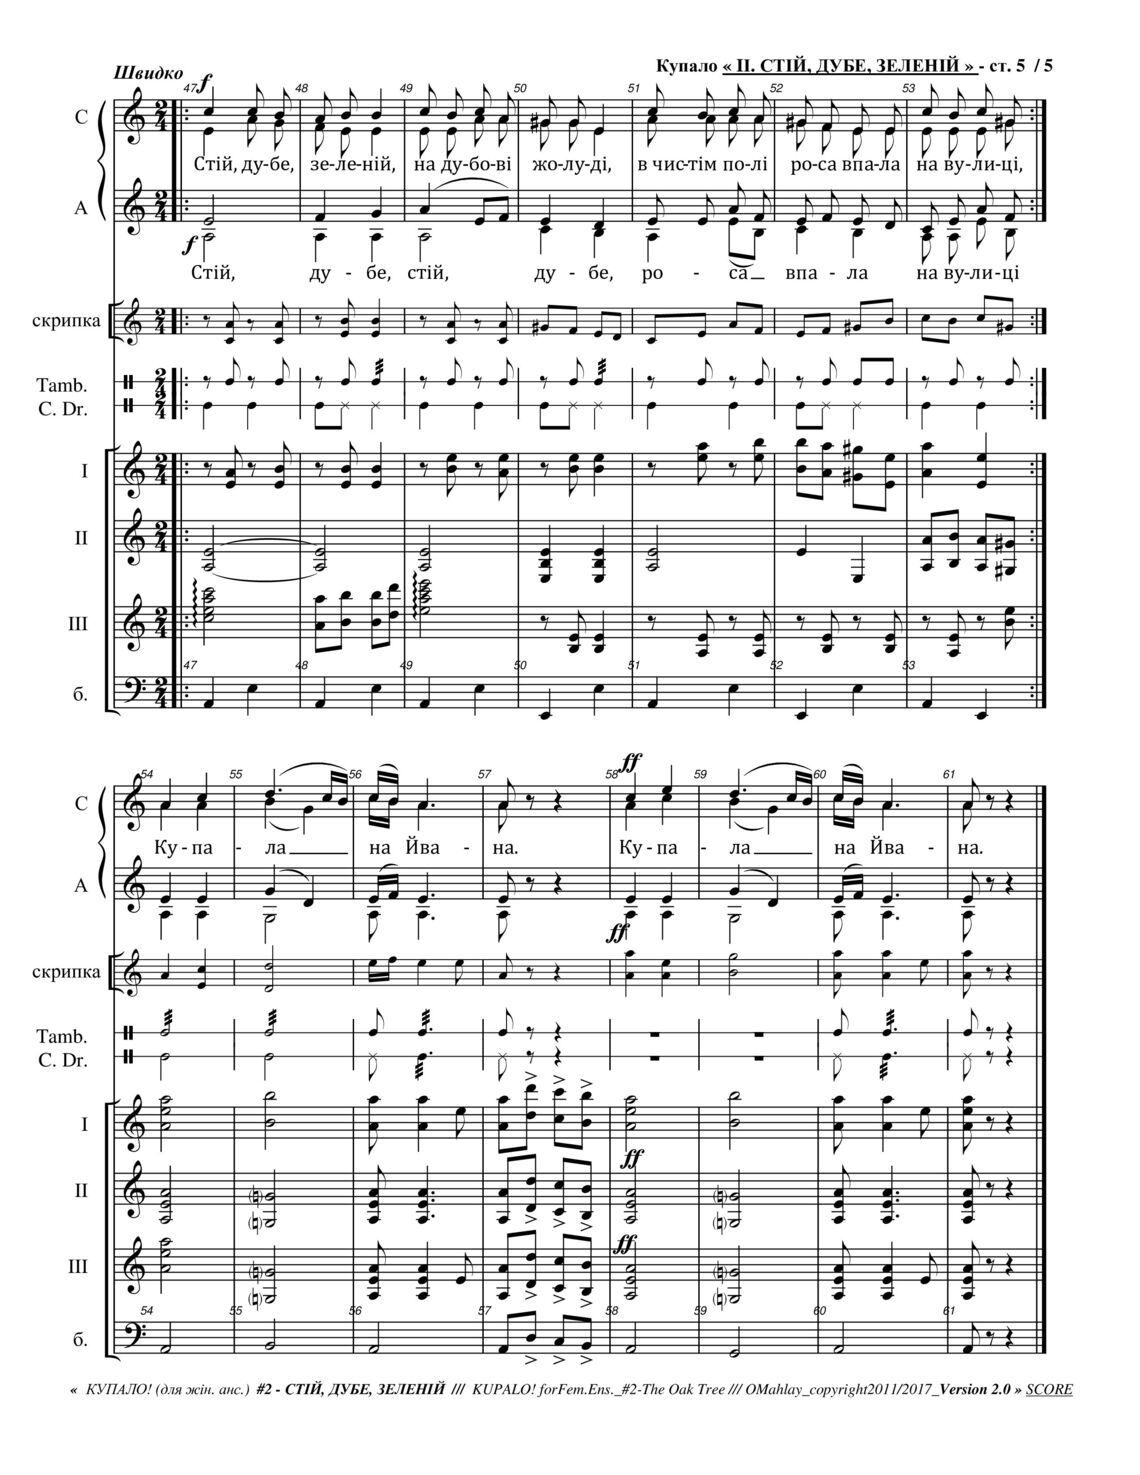 Купало « ІІ. СТІЙ, ДУБЕ, ЗЕЛЕНІЙ » - ст. 5 / 5
Швидко
f
47 48 49 50 51 52 53
С
Стій, ду-бе, зе-ле-ній, на ду-бо-ві жо-лу-ді, в чис-тім по-лі ро-са впа-ла на ву-ли-ці,
А
f
Стій, ду - бе, стій, ду - бе, ро - са впа - ла на ву-ли-ці
скрипка
Tamb.
C. Dr.
I
II
III
47 48 49 50 51 52 53
б.
ff
54 55 56 57 58 59 60 61
С
Ку - па - ла на Йва - на. Ку - па - ла на Йва - на.
А
ff
скрипка
Tamb.
C. Dr.
I
ff
II
ff
III
54 55 56 57 58 59 60 61
б.
« КУПАЛО! (для жін. анс.) #2 - СТІЙ, ДУБЕ, ЗЕЛЕНІЙ /// KUPALO! forFem.Ens._#2-The Oak Tree /// OMahlay_copyright2011/2017_Version 2.0 » SCORE